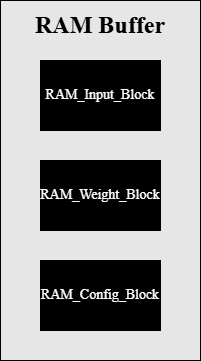 RAM Buffer
RAM_Input_Block
RAM_Weight_Block
RAM_Config_Block